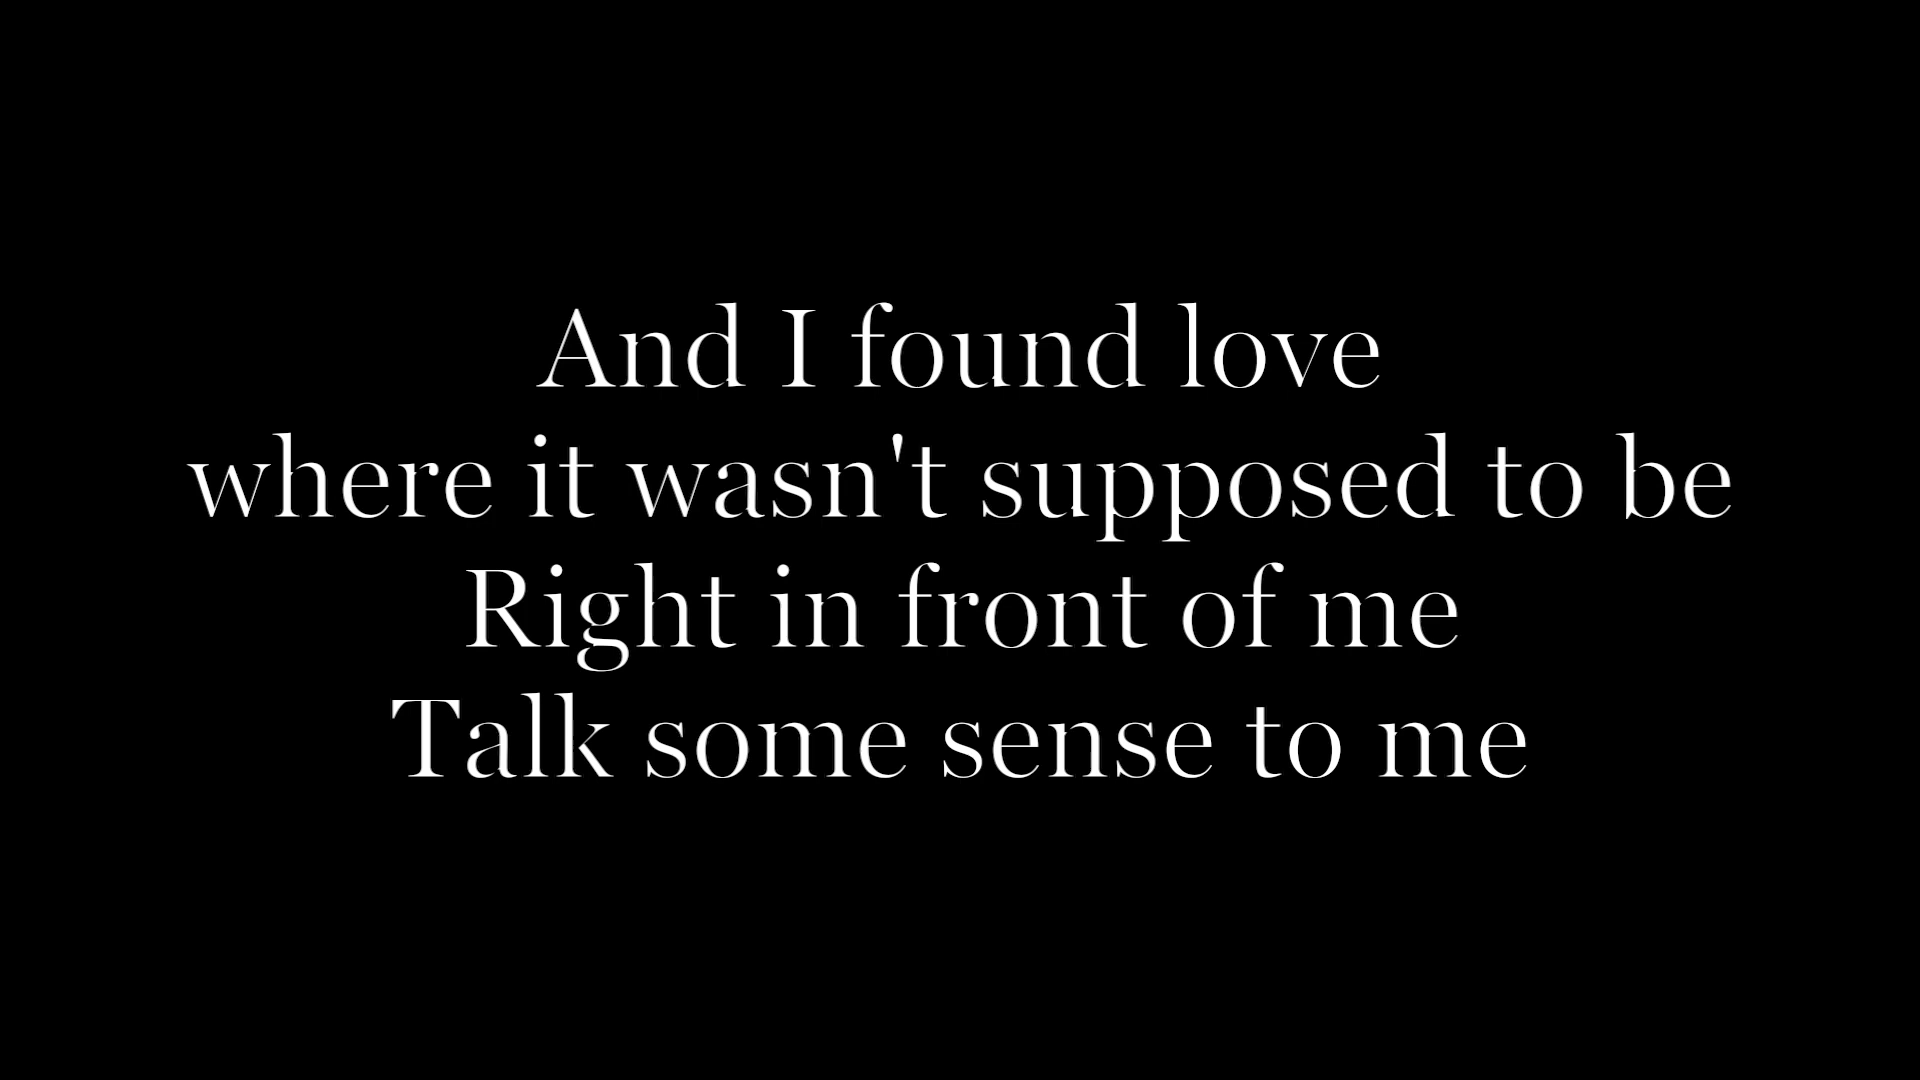 And I found love
where it wasn't supposed to be
Right in front of me
Talk some sense to me